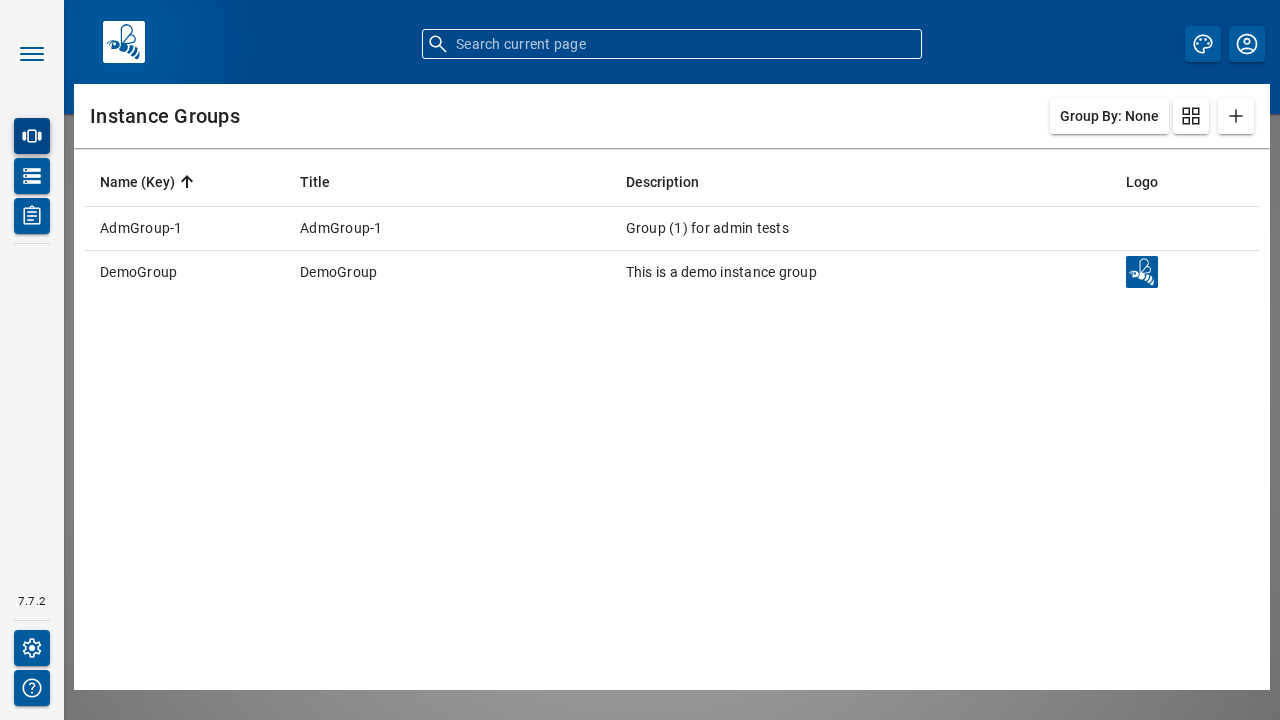 Search current page
Instance Groups
Group By: None
Name (Key) Title Description Logo
AdmGroup-1 AdmGroup-1 Group (1) for admin tests
DemoGroup DemoGroup This is a demo instance group
7.7.2